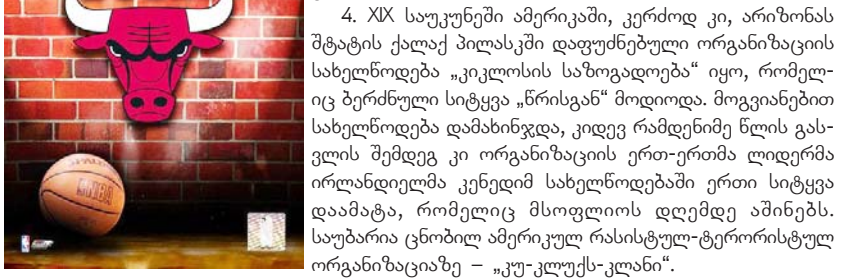 4. XIX საუკუნეში ამერიკაში, კერძოდ კი, არიზონას
შტატის ქალაქ პილასკში დაფუძნებული ორგანიზაციის
სახელწოდება „კიკლოსის საზოგადოება“ იყო, რომელ-
იც ბერძნული სიტყვა „წრისგან“ მოდიოდა. მოგვიანებით
სახელწოდება დამახინჯდა, კიდევ რამდენიმე წლის გას-
ვლის შემდეგ კი ორგანიზაციის ერთ-ერთმა ლიდერმა
ირლანდიელმა კენედიმ სახელწოდებაში ერთი სიტყვა
დაამატა, რომელიც მსოფლიოს დღემდე აშინებს.
საუბარია ცნობილ ამერიკულ რასისტულ-ტერორისტულ
ორგანიზაციაზე – „კუ-კლუქს-კლანი“.
SPALDING
NBA